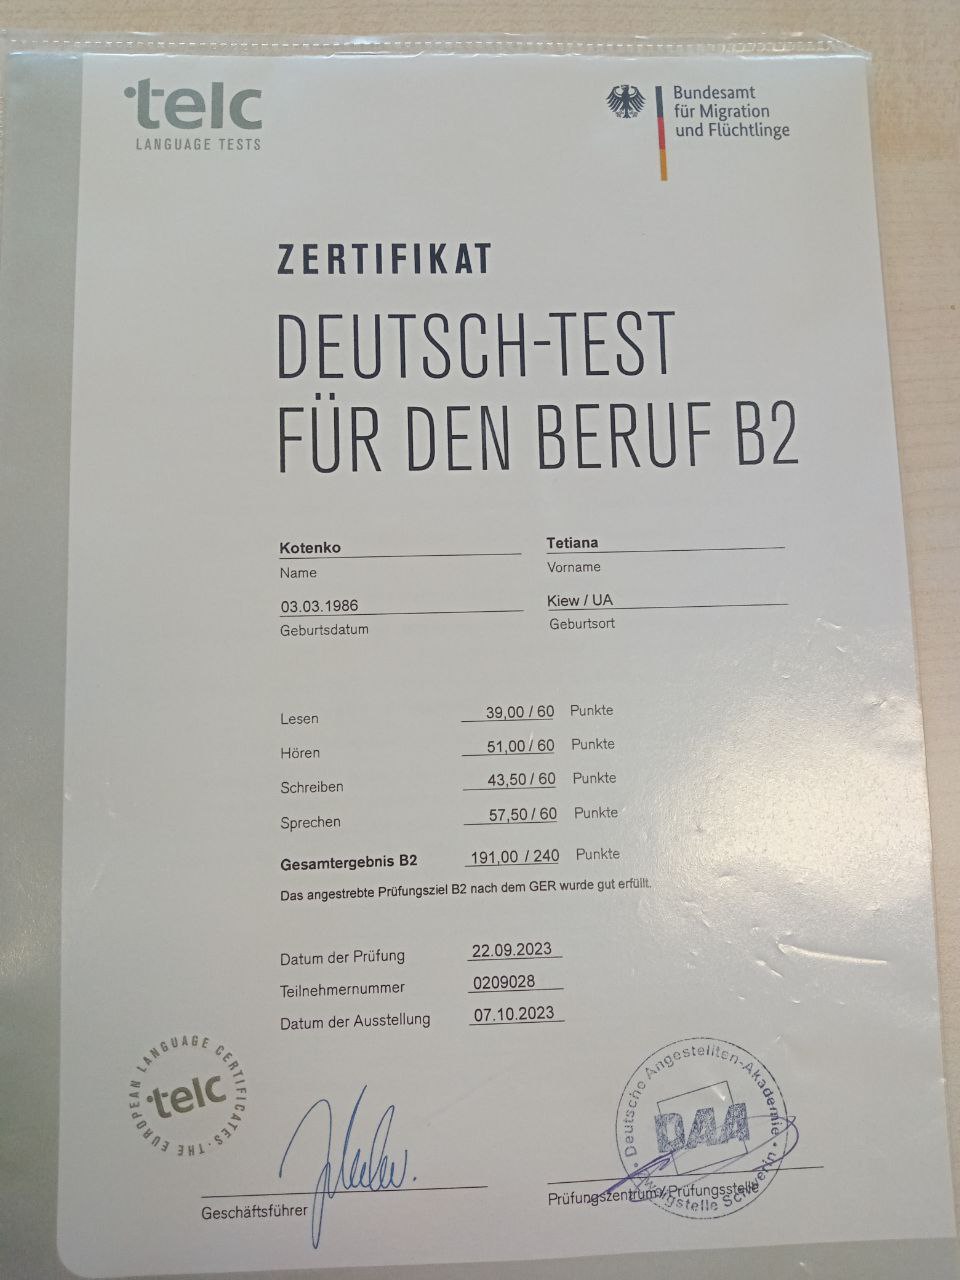 telc
LANGUAGE TESTS
Bundesamt
für Migration
und Flüchtlinge
ZERTIFIKAT
DEUTSCH-TEST
FÜR DEN BERUF B2
Kotenko
Name
Tetiana
Vorname
03.03.1986
Geburtsdatum
Kiew / UA
Geburtsort
Lesen 39,00 / 60 Punkte
Hören 51,00 / 60 Punkte
Schreiben 43,50 / 60 Punkte
Sprechen 57,50 / 60 Punkte
Gesamtergebnis B2 191,00 / 240 Punkte
Das angestrebte Prüfungsziel B2 nach dem GER wurde gut erfüllt.
Datum der Prüfung 22.09.2023
Teilnehmernummer 0209028
Datum der Ausstellung 07.10.2023
THE EUROPEAN LANGUAGE CERTIFICATES
telc
Geschäftsführer
Deutsche Angestellten-Akademie
DAA
Zweigstelle Schwerin
Prüfungszentrum/Prüfungsstelle